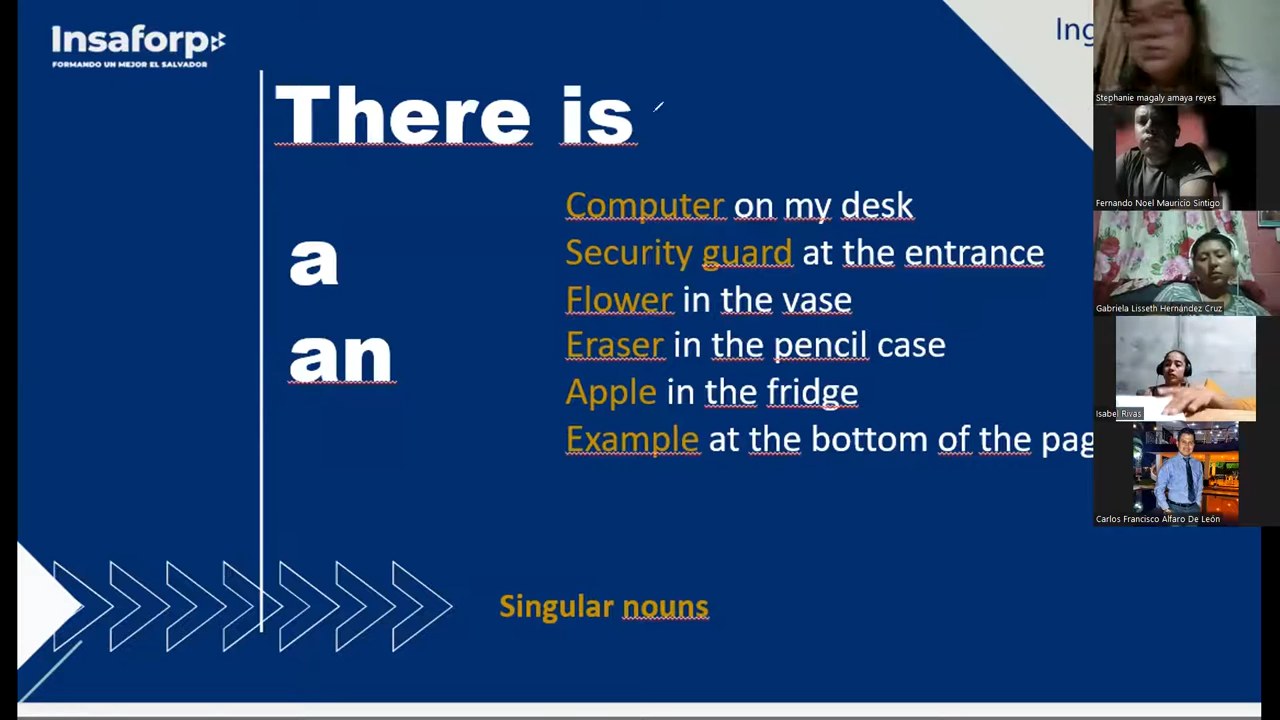 Insaforp
FORMANDO UN MEJOR EL SALVADOR
There is
a
an
Computer on my desk
Security guard at the entrance
Flower in the vase
Eraser in the pencil case
Apple in the fridge
Example at the bottom of the
Singular nouns
Stephanie magaly amaya reyes
Fernando Noel Mauricio Sintigo
Gabriela Lisseth Hernández Cruz
Isabel Rivas
Carlos Francisco Alfaro De León